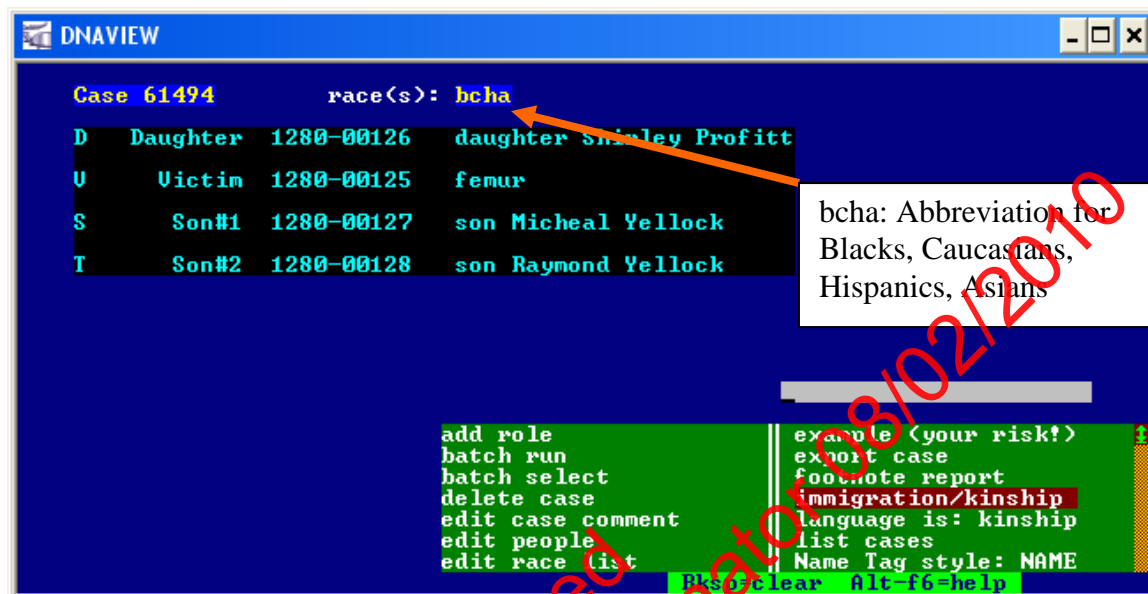 DNAVIEW
Case 61494 race(s): bcha
D Daughter 1280-00126 daughter Shirley Profitt
V Victim 1280-00125 femur
S Son#1 1280-00127 son Micheal Yellock
T Son#2 1280-00128 son Raymond Yellock
bcha: Abbreviation for
Blacks, Caucasians,
Hispanics, Asians
add role
batch run
batch select
delete case
edit case comment
edit people
edit race list
example (your risk!)
export case
footnote report
immigration/kinship
language is: kinship
list cases
Name Tag style: NAME
Bksp=clear Alt-f6=help
08/02/2010